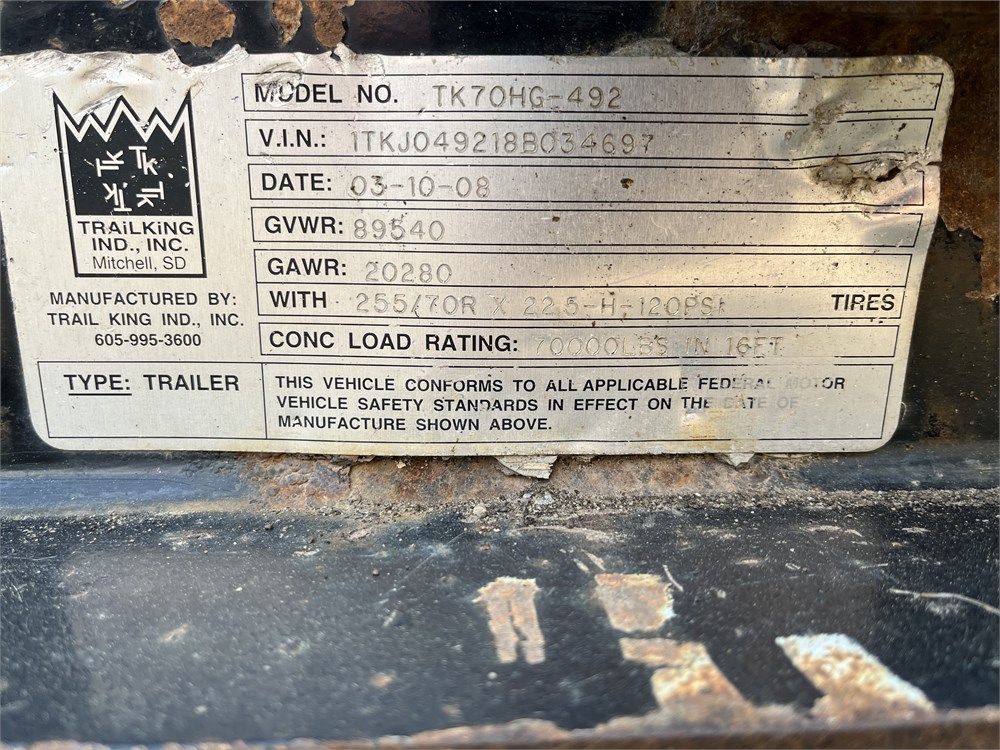 MODEL NO. TK70HG-492
V.I.N.: 1TKJ049218B034697
DATE: 03-10-08
GVWR: 89540
GAWR: 20280
WITH 255/70R X 22.5-H-120PSI TIRES
CONC LOAD RATING: 70000LBS IN 16FT
TK TK TK TK
TRAiLKiNG
IND., INC.
Mitchell, SD
MANUFACTURED BY:
TRAIL KING IND., INC.
605-995-3600
TYPE: TRAILER
THIS VEHICLE CONFORMS TO ALL APPLICABLE FEDERAL MOTOR
VEHICLE SAFETY STANDARDS IN EFFECT ON THE DATE OF
MANUFACTURE SHOWN ABOVE.